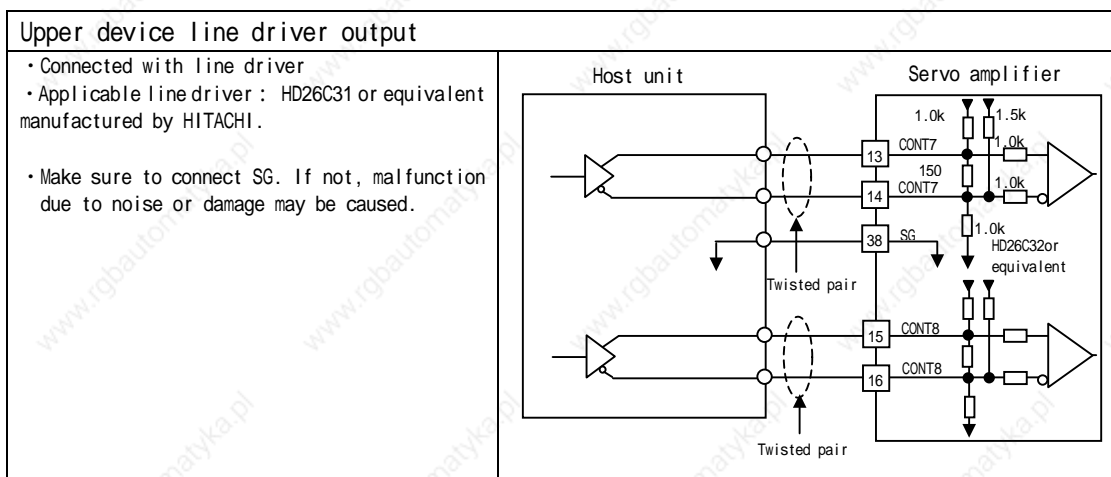 Upper device line driver output
・Connected with line driver
・Applicable line driver : HD26C31 or equivalent
manufactured by HITACHI.
・Make sure to connect SG. If not, malfunction
due to noise or damage may be caused.
Host unit
Servo amplifier
1.0k
1.5k
13
CONT7
1.0k
150
14
CONT7
1.0k
38
SG
1.0k
HD26C32or
equivalent
Twisted pair
15
CONT8
16
CONT8
Twisted pair
www.rgbautomatyka.pl